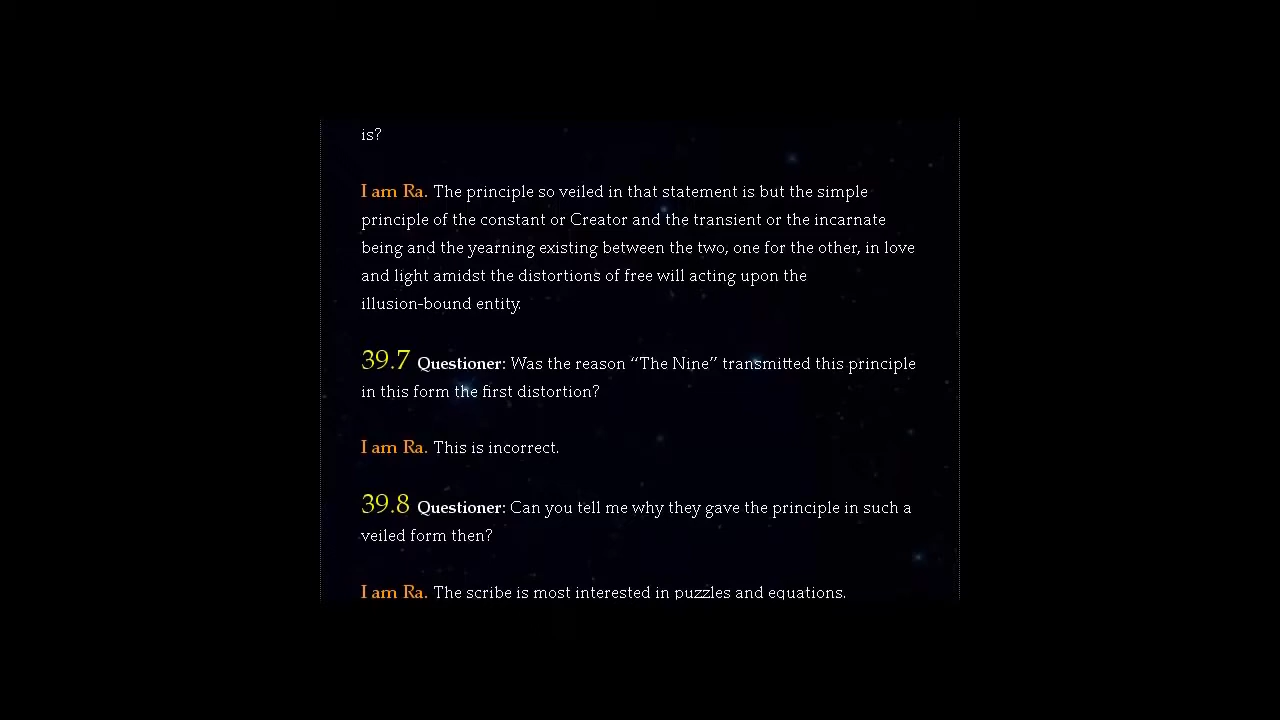 is?
I am Ra. The principle so veiled in that statement is but the simple
principle of the constant or Creator and the transient or the incarnate
being and the yearning existing between the two, one for the other, in love
and light amidst the distortions of free will acting upon the
illusion-bound entity.
39.7 Questioner: Was the reason “The Nine” transmitted this principle
in this form the first distortion?
I am Ra. This is incorrect.
39.8 Questioner: Can you tell me why they gave the principle in such a
veiled form then?
I am Ra. The scribe is most interested in puzzles and equations.